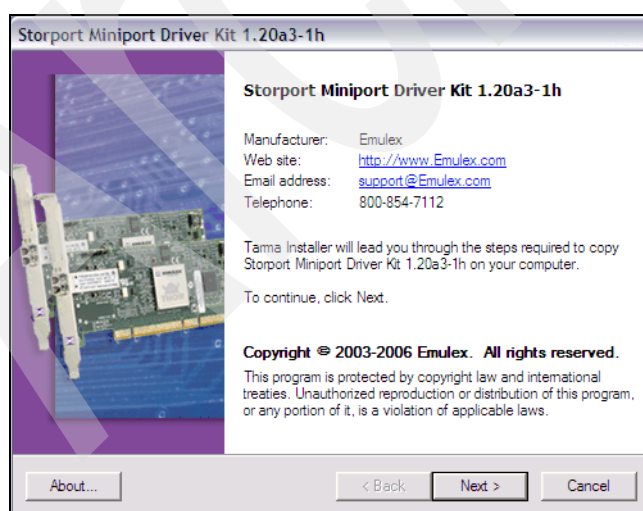 Storport Miniport Driver Kit 1.20a3-1h
Storport Miniport Driver Kit 1.20a3-1h
Manufacturer: Emulex
Web site: http://www.Emulex.com
Email address: support@Emulex.com
Telephone: 800-854-7112
Tarma Installer will lead you through the steps required to copy
Storport Miniport Driver Kit 1.20a3-1h on your computer.
To continue, click Next.
Copyright © 2003-2006 Emulex. All rights reserved.
This program is protected by copyright law and international
treaties. Unauthorized reproduction or distribution of this program,
or any portion of it, is a violation of applicable laws.
About...
< Back
Next >
Cancel